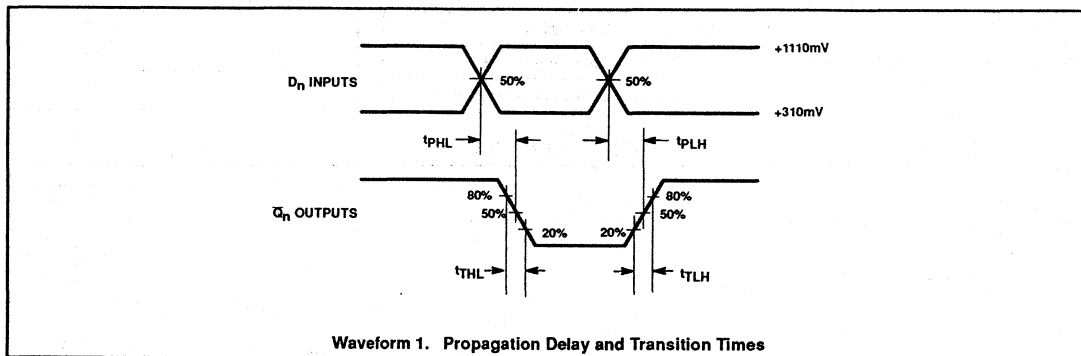 +1110mV
Dn INPUTS
50%
50%
+310mV
tPHL
tPLH
80%
80%
Q̅n OUTPUTS
50%
50%
20%
20%
tTHL
tTLH
Waveform 1. Propagation Delay and Transition Times